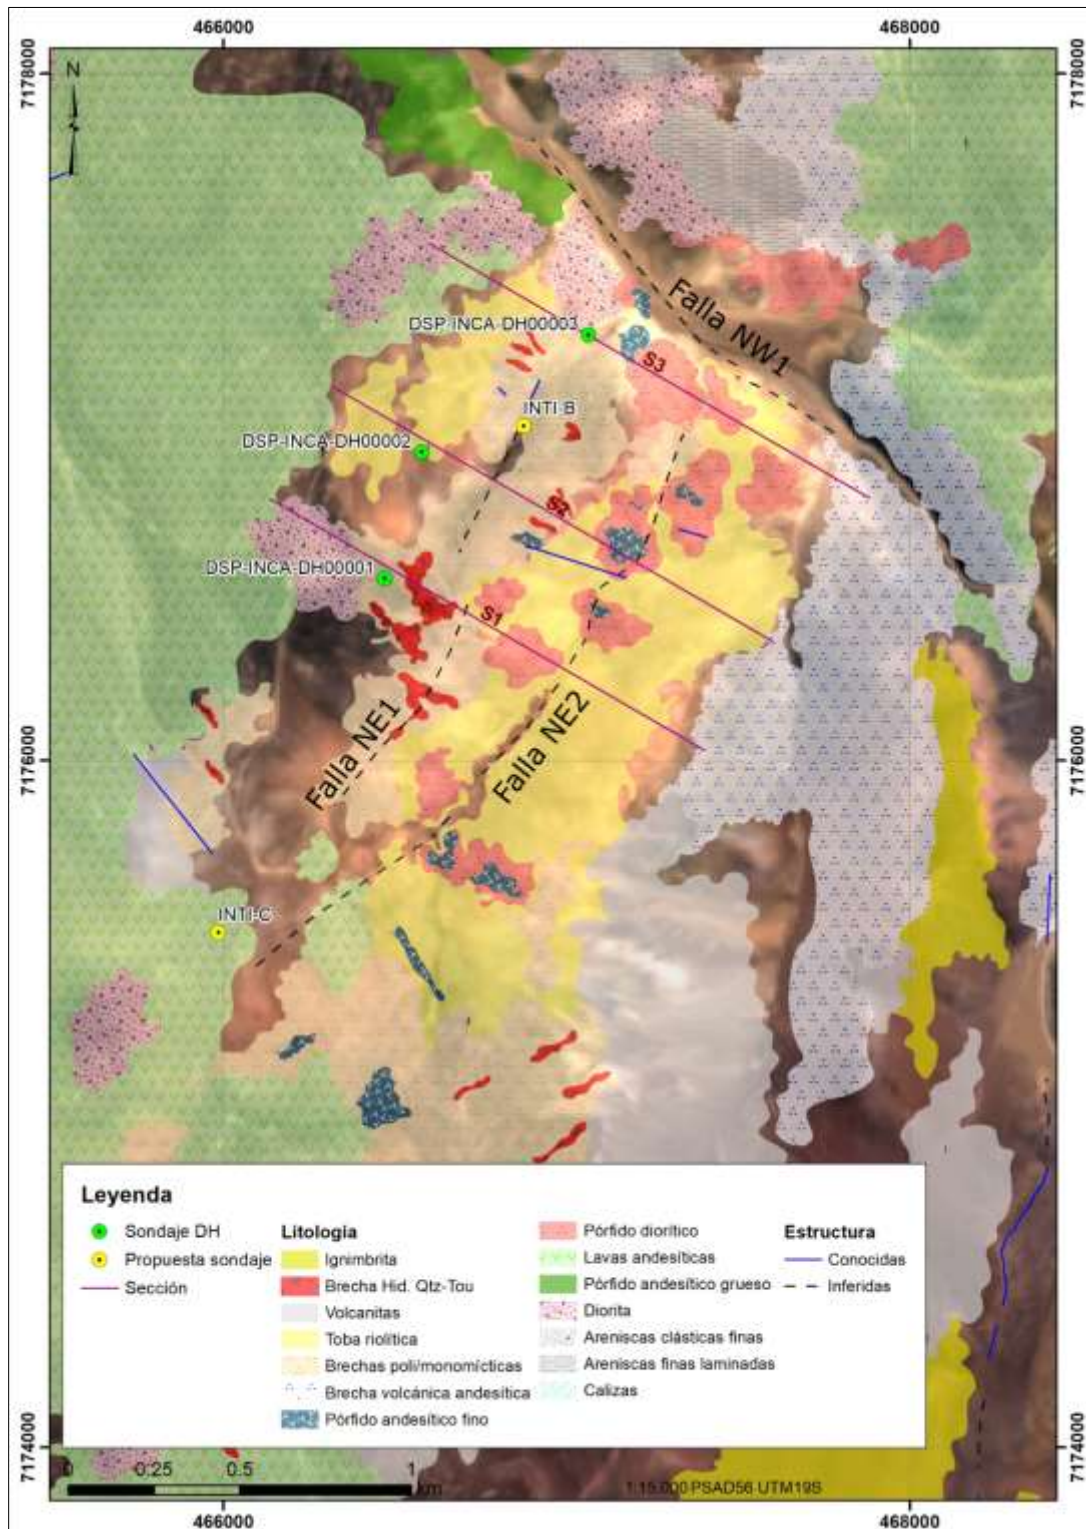 466000
468000
7178000
7178000
N
Falla NW1
DSP-INCA-DH00003
S3
INTI-B
DSP-INCA-DH00002
S2
DSP-INCA-DH00001
S1
Falla NE1
Falla NE2
7176000
7176000
INTI-C
Leyenda
Sondaje DH
Propuesta sondaje
Sección
Litologia
Ignimbrita
Brecha Hid. Qtz-Tou
Volcanitas
Toba riolítica
Brechas poli/monomícticas
Brecha volcánica andesítica
Pórfido andesítico fino
Pórfido diorítico
Lavas andesíticas
Pórfido andesítico grueso
Diorita
Areniscas clásticas finas
Areniscas finas laminadas
Calizas
Estructura
Conocidas
Inferidas
7174000
7174000
0 0.25 0.5 1
km
1:15.000 PSAD56 UTM19S
466000
468000